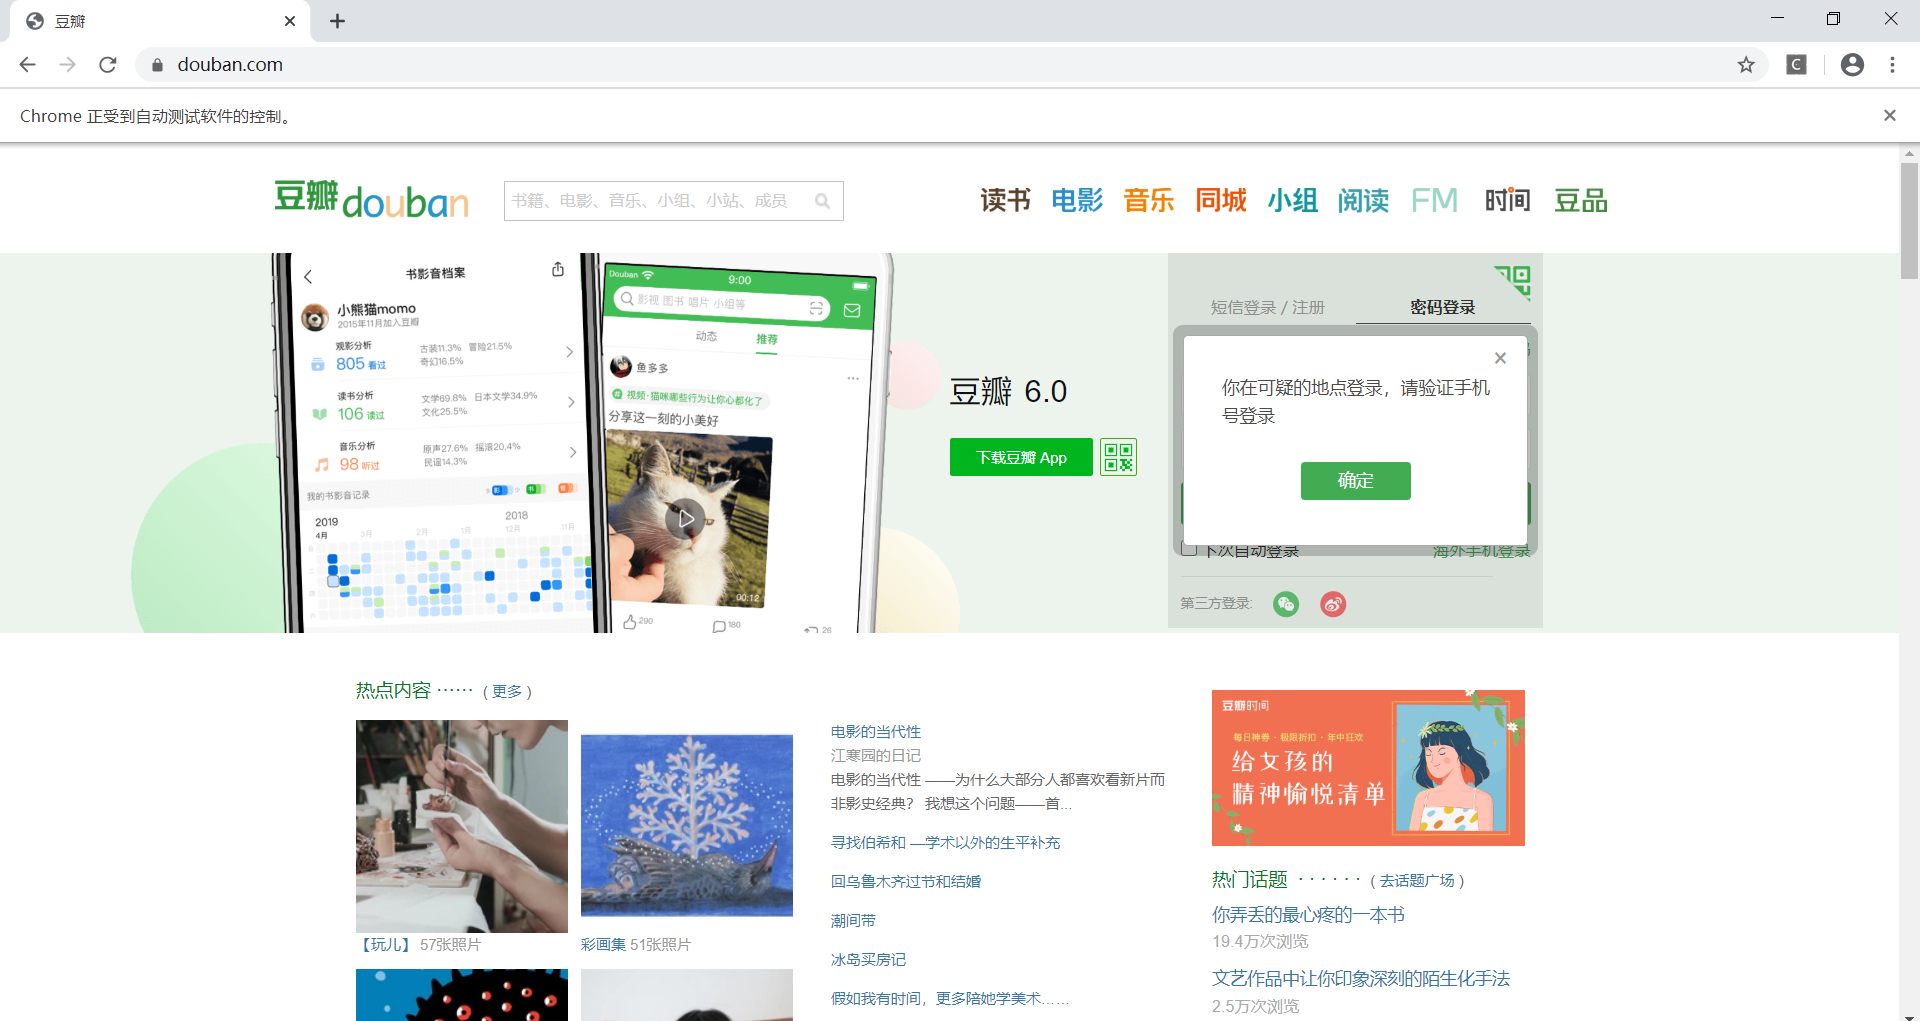 豆瓣
douban.com
Chrome 正受到自动测试软件的控制。
豆瓣douban
书籍、电影、音乐、小组、小站、成员
读书 电影 音乐 同城 小组 阅读 FM 时间 豆品
书影音档案
小熊猫momo
2015年11月加入豆瓣
观影分析
805 看过
古装11.3% 冒险21.5%
奇幻16.5%
读书分析
106 读过
文学69.8% 日本文学34.9%
文化25.5%
音乐分析
98 听过
原声27.6% 摇滚20.4%
民谣14.3%
我的书影音记录
影 书 音
2019 2018
4月 3月 2月 1月 12月 11月
Douban 9:00
影视 图书 唱片 小组等
动态 推荐
鱼多多
视频·猫咪哪些行为让你心都化了
分享这一刻的小美好
00:12
290 180 26
豆瓣 6.0
下载豆瓣 App
短信登录 / 注册 密码登录
你在可疑的地点登录，请验证手机
号登录
确定
下次自动登录 海外手机登录
第三方登录:
热点内容 · · · · · · ( 更多 )
【玩儿】 57张照片
彩画集 51张照片
电影的当代性
江寒园的日记
电影的当代性 ——为什么大部分人都喜欢看新片而
非影史经典？ 我想这个问题——首...
寻找伯希和 —学术以外的生平补充
回乌鲁木齐过节和结婚
潮间带
冰岛买房记
假如我有时间，更多陪她学美术……
豆瓣时间
每日神券 · 极限折扣 · 年中狂欢
给女孩的
精神愉悦清单
热门话题 · · · · · · ( 去话题广场 )
你弄丢的最心疼的一本书
19.4万次浏览
文艺作品中让你印象深刻的陌生化手法
2.5万次浏览